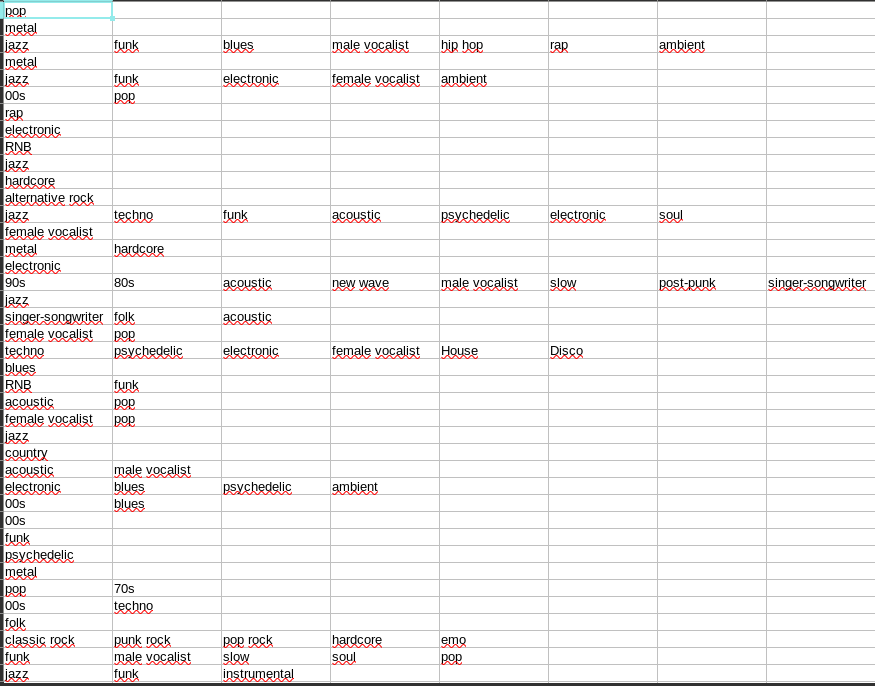 pop
metal
jazz funk blues male vocalist hip hop rap ambient
metal
jazz funk electronic female vocalist ambient
00s pop
rap
electronic
RNB
jazz
hardcore
alternative rock
jazz techno funk acoustic psychedelic electronic soul
female vocalist
metal hardcore
electronic
90s 80s acoustic new wave male vocalist slow post-punk singer-songwriter
jazz
singer-songwriter folk acoustic
female vocalist pop
techno psychedelic electronic female vocalist House Disco
blues
RNB funk
acoustic pop
female vocalist pop
jazz
country
acoustic male vocalist
electronic blues psychedelic ambient
00s blues
00s
funk
psychedelic
metal
pop 70s
00s techno
folk
classic rock punk rock pop rock hardcore emo
funk male vocalist slow soul pop
jazz funk instrumental